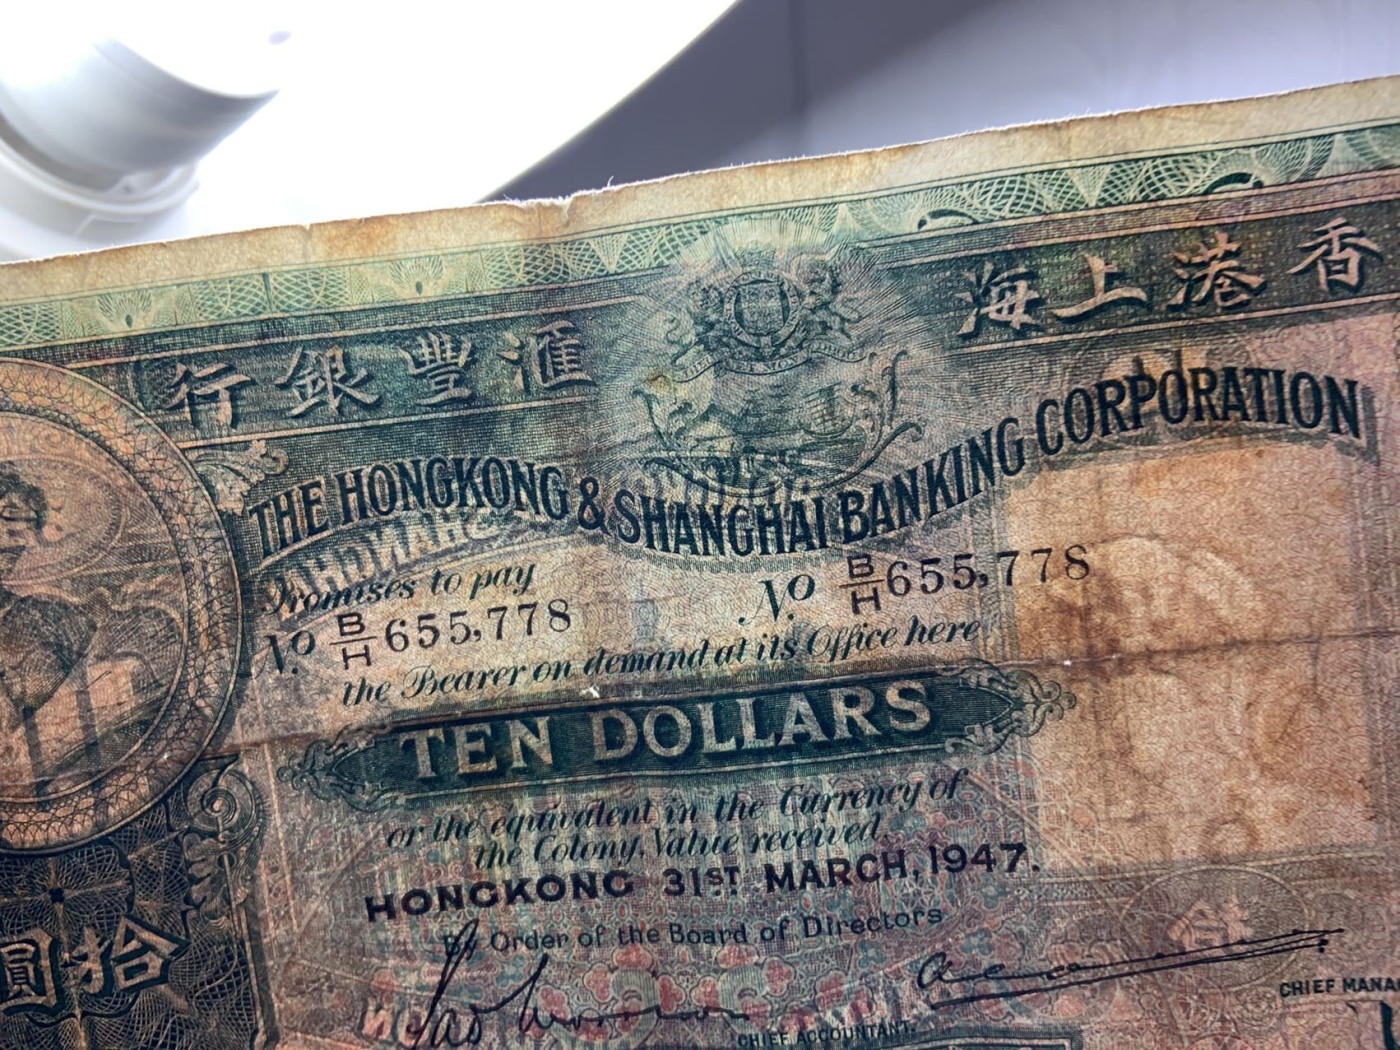 行銀豐滙 海上港香
THE HONGKONG & SHANGHAI BANKING CORPORATION
Promises to pay
No. B/H 655,778 No. B/H 655,778
the Bearer on demand at its Office here
TEN DOLLARS
or the equivalent in the Currency of
the Colony, Value received
HONGKONG 31ST MARCH, 1947.
By Order of the Board of Directors
圓拾
CHIEF ACCOUNTANT.
CHIEF